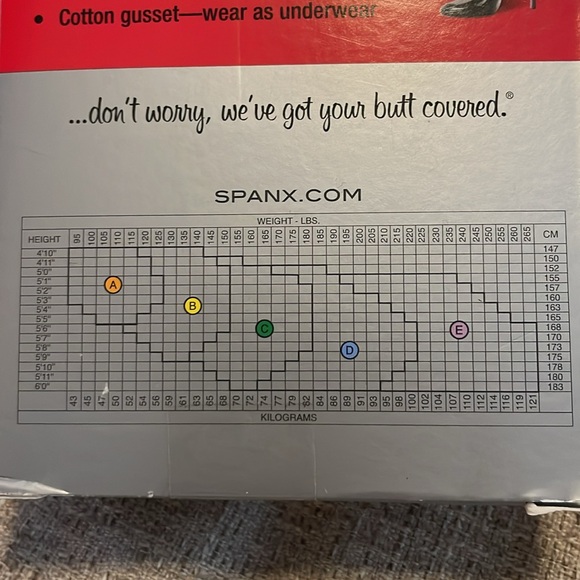 • Cotton gusset—wear as underwear
...don't worry, we've got your butt covered.®
SPANX.COM
WEIGHT - LBS.
HEIGHT 95 100 105 110 115 120 125 130 135 140 145 150 155 160 165 170 175 180 185 190 195 200 205 210 215 220 225 230 235 240 245 250 255 260 265 CM
4'10" 147
4'11" 150
5'0" 152
5'1" 155
5'2" A 157
5'3" 160
5'4" B 163
5'5" 165
5'6" C E 168
5'7" 170
5'8" D 173
5'9" 175
5'10" 178
5'11" 180
6'0" 183
43 45 47 50 52 54 56 59 61 63 65 68 70 72 74 77 79 82 84 86 89 91 93 95 98 100 102 104 107 110 112 114 116 119 121
KILOGRAMS